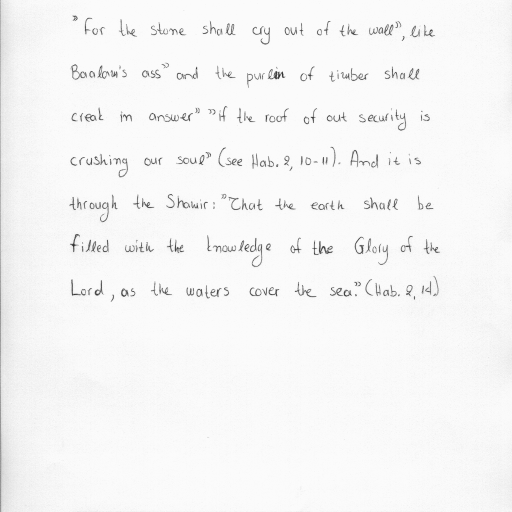 "For the stone shall cry out of the wall", like
Baalam's ass" and the purlin of timber shall
creak in answer" "If the roof of out security is
crushing our soul" (see Hab. 2, 10-11). And it is
through the Shamir: "That the earth shall be
filled with the knowledge of the Glory of the
Lord, as the waters cover the sea." (Hab. 2, 14)